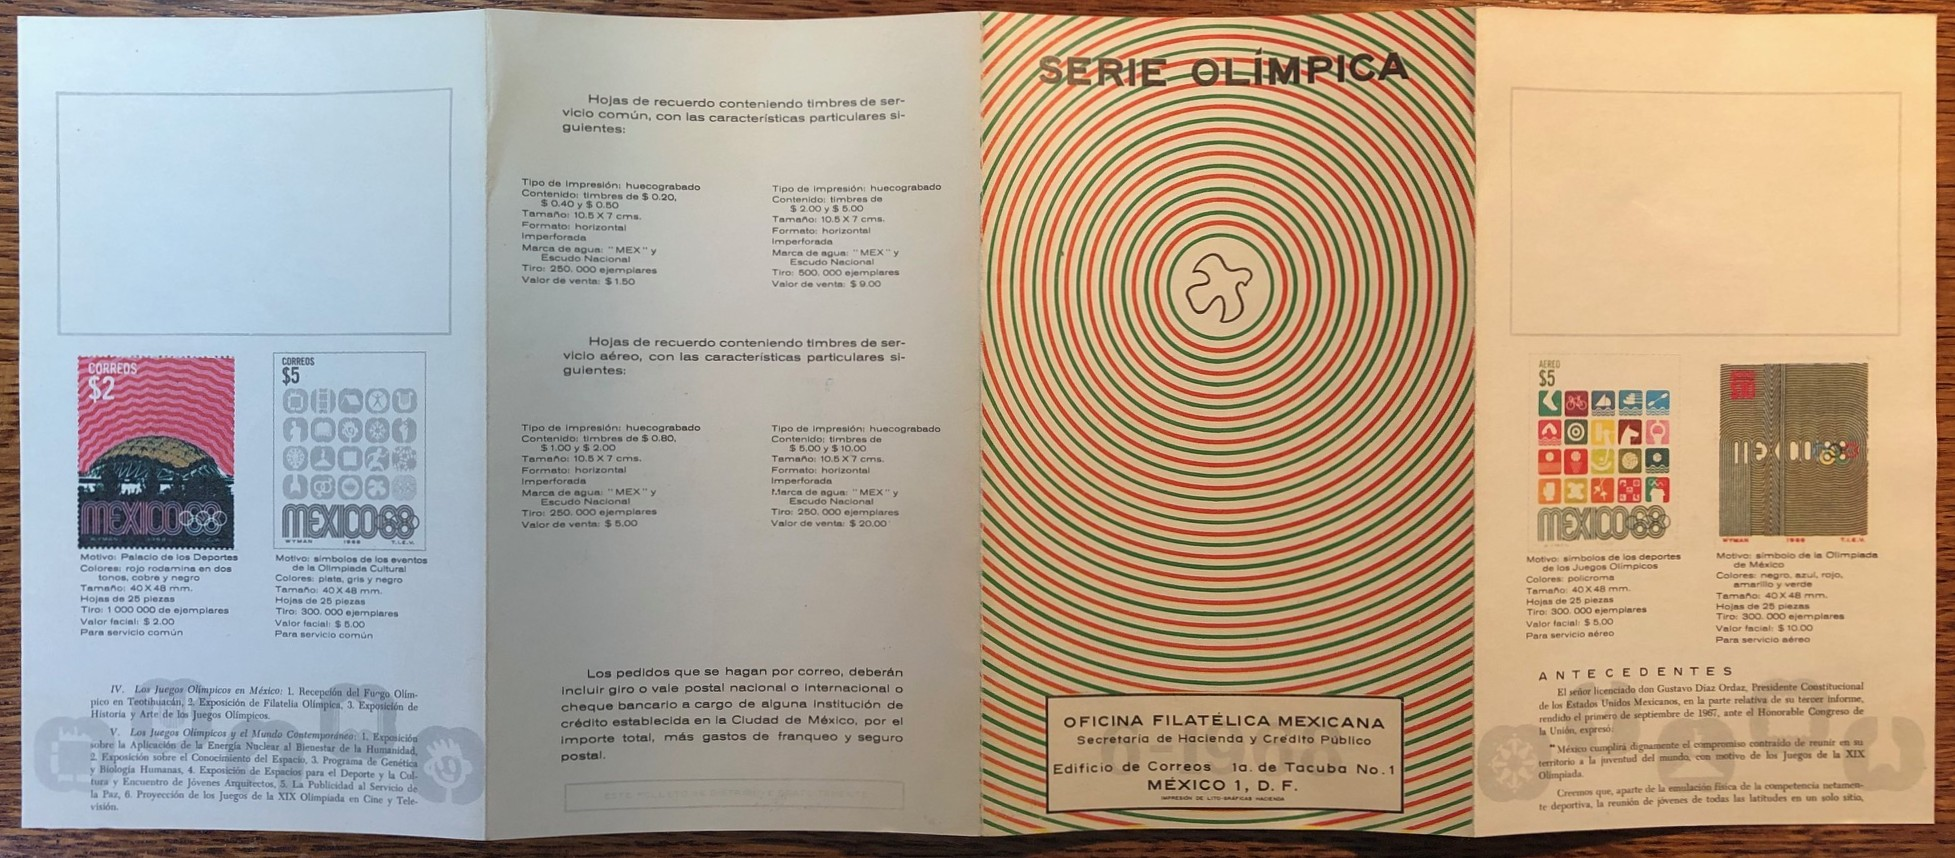 CORREOS
$2
MEXICO
Motivo: Palacio de los Deportes
Colores: rojo rodamina en dos
tonos, cobre y negro
Tamaño: 40 X 48 mm.
Hojas de 25 piezas
Tiro: 1 000 000 de ejemplares
Valor facial: $ 2.00
Para servicio común
CORREOS
$5
MEXICO68
WYMAN 1968 T.I.E.V.
Motivo: símbolos de los eventos
de la Olimpiada Cultural
Colores: plata, gris y negro
Tamaño: 40 X 48 mm.
Hojas de 25 piezas
Tiro: 300. 000 ejemplares
Valor facial: $ 5.00
Para servicio común
IV. Los Juegos Olímpicos en México: 1. Recepción del Fuego Olím-
pico en Teotihuacán, 2. Exposición de Filatelia Olímpica, 3. Exposición de
Historia y Arte de los Juegos Olímpicos.
V. Los Juegos Olímpicos y el Mundo Contemporáneo: 1. Exposición
sobre la Aplicación de la Energía Nuclear al Bienestar de la Humanidad,
2. Exposición sobre el Conocimiento del Espacio, 3. Programa de Genética
y Biología Humanas, 4. Exposición de Espacios para el Deporte y la Cul-
tura y Encuentro de Jóvenes Arquitectos, 5. La Publicidad al Servicio de
la Paz, 6. Proyección de los Juegos de la XIX Olimpiada en Cine y Tele-
visión.
Hojas de recuerdo conteniendo timbres de ser-
vicio común, con las características particulares si-
guientes:
Tipo de impresión: huecograbado
Contenido: timbres de $ 0.20,
$ 0.40 y $ 0.50
Tamaño: 10.5 X 7 cms.
Formato: horizontal
Imperforada
Marca de agua: "MEX" y
Escudo Nacional
Tiro: 250. 000 ejemplares
Valor de venta: $ 1.50
Tipo de impresión: huecograbado
Contenido: timbres de
$ 2.00 y $ 5.00
Tamaño: 10.5 X 7 cms.
Formato: horizontal
Imperforada
Marca de agua: "MEX" y
Escudo Nacional
Tiro: 500. 000 ejemplares
Valor de venta: $ 9.00
Hojas de recuerdo conteniendo timbres de ser-
vicio aéreo, con las características particulares si-
guientes:
Tipo de impresión: huecograbado
Contenido: timbres de $ 0.80,
$ 1.00 y $ 2.00
Tamaño: 10.5 X 7 cms.
Formato: horizontal
Imperforada
Marca de agua: "MEX" y
Escudo Nacional
Tiro: 250. 000 ejemplares
Valor de venta: $ 5.00
Tipo de impresión: huecograbado
Contenido: timbres de
$ 5.00 y $ 10.00
Tamaño: 10.5 X 7 cms.
Formato: horizontal
Imperforada
Marca de agua: "MEX" y
Escudo Nacional
Tiro: 250. 000 ejemplares
Valor de venta: $ 20.00
Los pedidos que se hagan por correo, deberán
incluir giro o vale postal nacional o internacional o
cheque bancario a cargo de alguna Institución de
crédito establecida en la Ciudad de México, por el
importe total, más gastos de franqueo y seguro
postal.
SERIE OLÍMPICA
OFICINA FILATÉLICA MEXICANA
Secretaría de Hacienda y Crédito Público
Edificio de Correos 1a. de Tacuba No. 1
MÉXICO 1, D. F.
IMPRESIÓN DE LITO-GRÁFICAS HACIENDA
AEREO
$5
MEXICO68
Motivo: símbolos de los deportes
de los Juegos Olímpicos
Colores: policroma
Tamaño: 40 X 48 mm.
Hojas de 25 piezas
Tiro: 300. 000 ejemplares
Valor facial: $ 5.00
Para servicio aéreo
MEXICO68
WYMAN 1968 T.I.E.V.
Motivo: símbolo de la Olimpiada
de México
Colores: negro, azul, rojo,
amarillo y verde
Tamaño: 40 X 48 mm.
Hojas de 25 piezas
Tiro: 300. 000 ejemplares
Valor facial: $ 10.00
Para servicio aéreo
ANTECEDENTES
El señor licenciado don Gustavo Díaz Ordaz, Presidente Constitucional
de los Estados Unidos Mexicanos, en la parte relativa de su tercer informe,
rendido el primero de septiembre de 1967, ante el Honorable Congreso de
la Unión, expresó:
"México cumplirá dignamente el compromiso contraído de reunir en su
territorio a la juventud del mundo, con motivo de los Juegos de la XIX
Olimpiada.
Creemos que, aparte de la emulación física de la competencia netamen-
te deportiva, la reunión de jóvenes de todas las latitudes en un solo sitio,